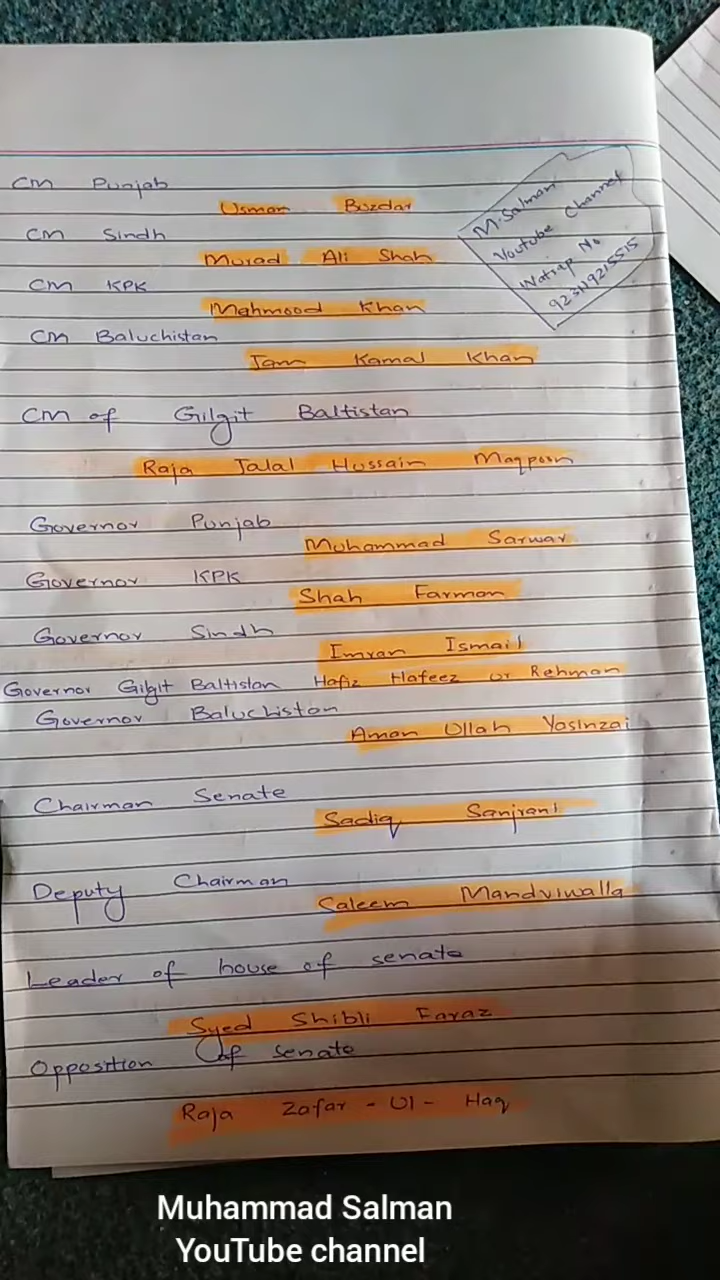 CM Punjab
Usman Buzdar
CM Sindh
Murad Ali Shah
CM KPK
Mahmood Khan
CM Baluchistan
Jam Kamal Khan
CM of Gilgit Baltistan
Raja Jalal Hussain Maqpoon
Governor Punjab
Muhammad Sarwar
Governor KPK
Shah Farman
Governor Sindh
Imran Ismail
Governor Gilgit Baltistan Hafiz Hafeez ur Rehman
Governor Baluchistan
Aman Ullah Yasinzai
Chairman Senate
Sadiq Sanjrani
Deputy Chairman
Saleem Mandviwalla
Leader of house of senate
Syed Shibli Faraz
Opposition of senate
Raja Zafar - Ul - Haq
M.Salman
Youtube Channel
No
Muhammad Salman
YouTube channel